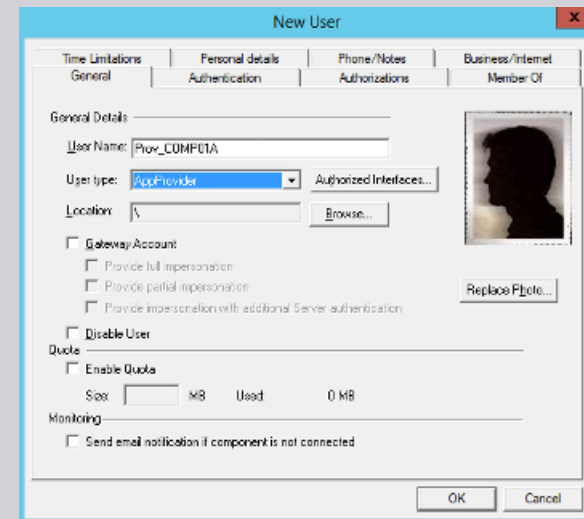 New User
x
Time Limitations Personal details Phone/Notes Business/Internet
General Authentication Authorizations Member Of
General Details
User Name: Prov_COMP01A
User type: AppProvider Authorized Interfaces...
Location: \ Browse...
Gateway Account
Provide full impersonation
Provide partial impersonation
Provide impersonation with additional Server authentication
Replace Photo...
Disable User
Quota
Enable Quota
Size: MB Used: 0 MB
Monitoring
Send email notification if component is not connected
OK Cancel